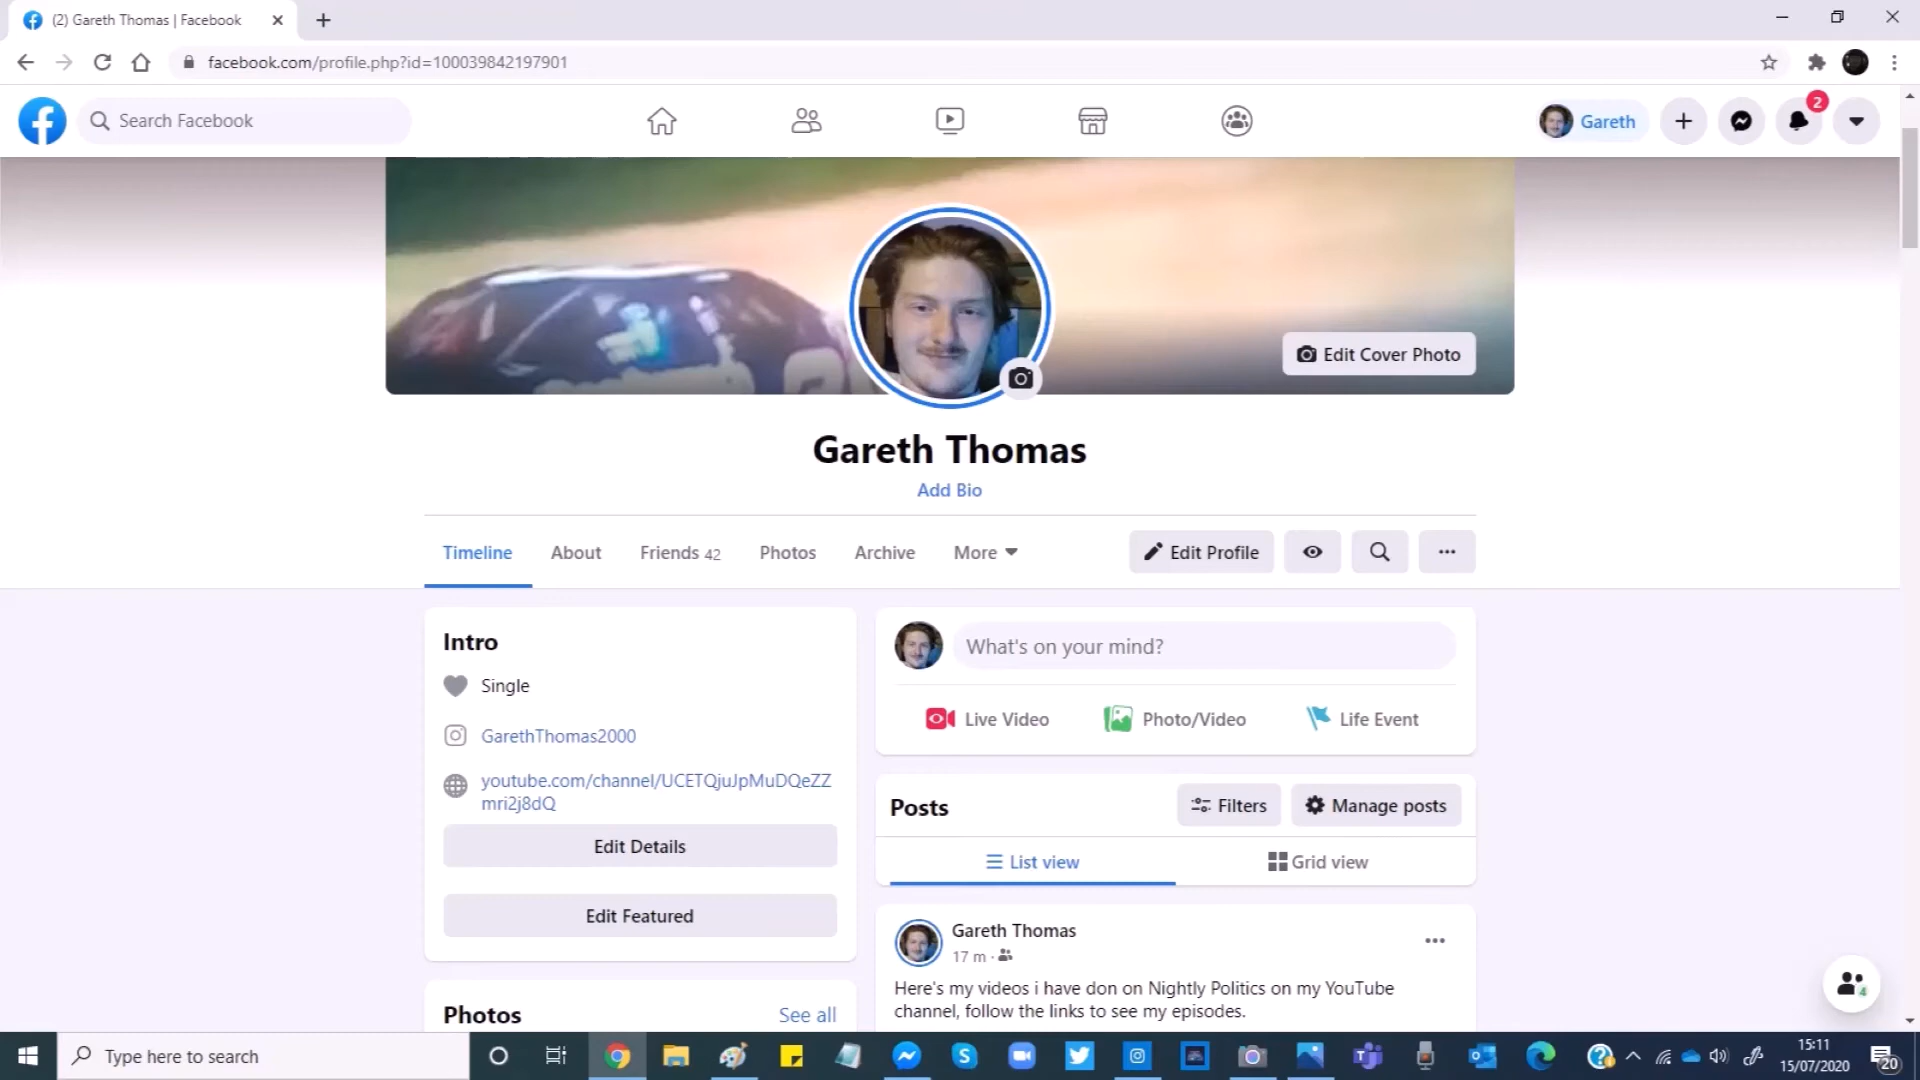 (2) Gareth Thomas | Facebook
facebook.com/profile.php?id=100039842197901
Search Facebook
Gareth
2
Edit Cover Photo
Gareth Thomas
Add Bio
Timeline
About
Friends 42
Photos
Archive
More
Edit Profile
Intro
Single
GarethThomas2000
youtube.com/channel/UCETQjuJpMuDQeZZ
mri2j8dQ
Edit Details
Edit Featured
Photos
See all
What's on your mind?
Live Video
Photo/Video
Life Event
Posts
Filters
Manage posts
List view
Grid view
Gareth Thomas
17 m ·
Here's my videos i have don on Nightly Politics on my YouTube
channel, follow the links to see my episodes.
4
Type here to search
15:11
15/07/2020
20